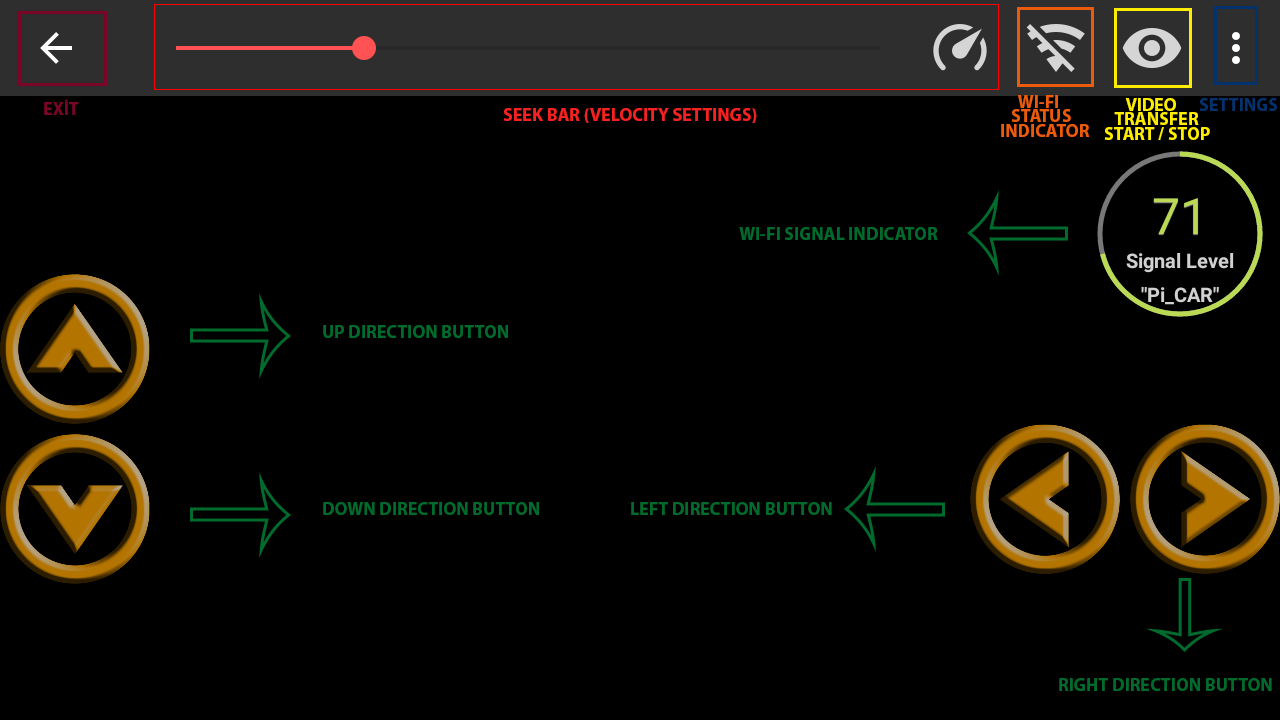 EXİT
SEEK BAR (VELOCITY SETTINGS)
WI-FI
STATUS
INDICATOR
VIDEO
TRANSFER
START / STOP
SETTINGS
WI-FI SIGNAL INDICATOR
71
Signal Level
"Pi_CAR"
UP DIRECTION BUTTON
DOWN DIRECTION BUTTON
LEFT DIRECTION BUTTON
RIGHT DIRECTION BUTTON